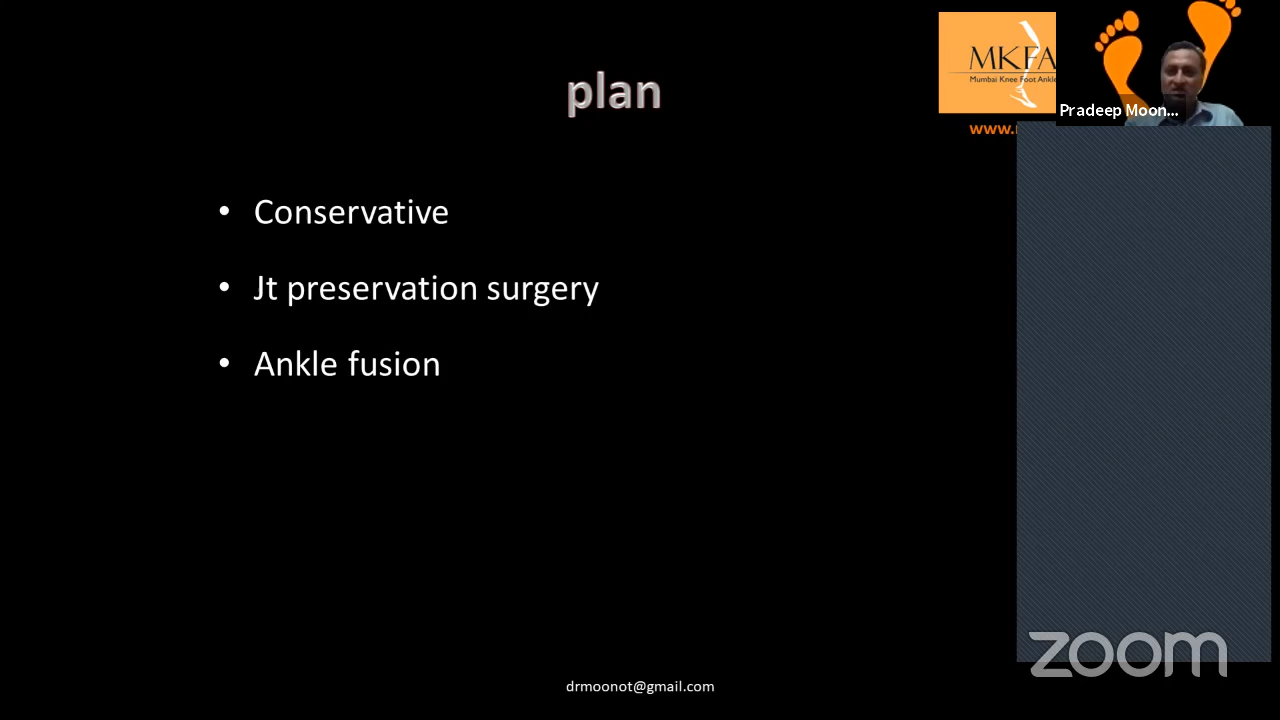 plan
MKFA
Mumbai Knee Foot Ankle
www.
Pradeep Moon...
• Conservative
• Jt preservation surgery
• Ankle fusion
drmoonot@gmail.com
zoom